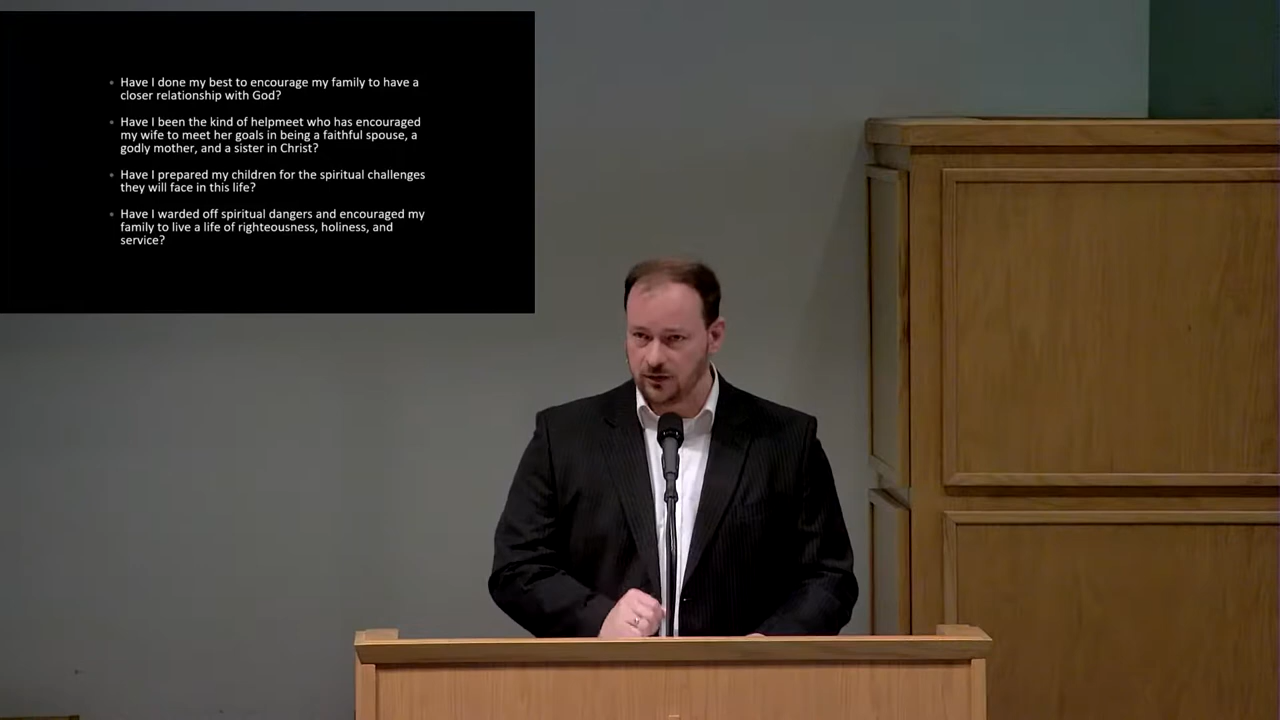 Have I done my best to encourage my family to have a
closer relationship with God?
Have I been the kind of helpmeet who has encouraged
my wife to meet her goals in being a faithful spouse, a
godly mother, and a sister in Christ?
Have I prepared my children for the spiritual challenges
they will face in this life?
Have I warded off spiritual dangers and encouraged my
family to live a life of righteousness, holiness, and
service?